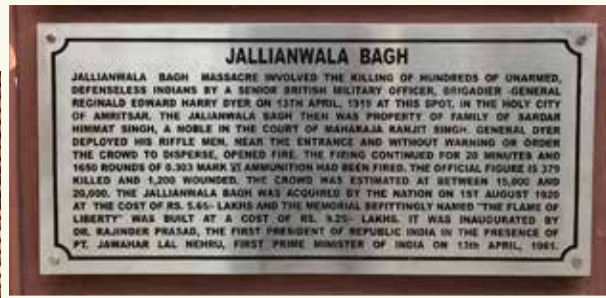 JALLIANWALA BAGH
JALLIANWALA BAGH MASSACRE INVOLVED THE KILLING OF HUNDREDS OF UNARMED,
DEFENSELESS INDIANS BY A SENIOR BRITISH MILITARY OFFICER, BRIGADIER -GENERAL
REGINALD EDWARD HARRY DYER ON 13TH APRIL, 1919 AT THIS SPOT, IN THE HOLY CITY
OF AMRITSAR. THE JALIANWALA BAGH THEN WAS PROPERTY OF FAMILY OF SARDAR
HIMMAT SINGH, A NOBLE IN THE COURT OF MAHARAJA RANJIT SINGH. GENERAL DYER
DEPLOYED HIS RIFFLE MEN, NEAR THE ENTRANCE AND WITHOUT WARNING OR ORDER
THE CROWD TO DISPERSE, OPENED FIRE. THE FIRING CONTINUED FOR 20 MINUTES AND
1650 ROUNDS OF 0.303 MARK VI AMMUNITION HAD BEEN FIRED. THE OFFICIAL FIGURE IS 379
KILLED AND 1,200 WOUNDED. THE CROWD WAS ESTIMATED AT BETWEEN 15,000 AND
20,000. THE JALLIANWALA BAGH WAS ACQUIRED BY THE NATION ON 1ST AUGUST 1920
AT THE COST OF RS. 5.65- LAKHS AND THE MEMORIAL BEFITTINGLY NAMED "THE FLAME OF
LIBERTY" WAS BUILT AT A COST OF RS. 9.25- LAKHS. IT WAS INAUGURATED BY
DR. RAJINDER PRASAD, THE FIRST PRESIDENT OF REPUBLIC INDIA IN THE PRESENCE OF
PT. JAWAHAR LAL NEHRU, FIRST PRIME MINISTER OF INDIA ON 13th APRIL, 1961.